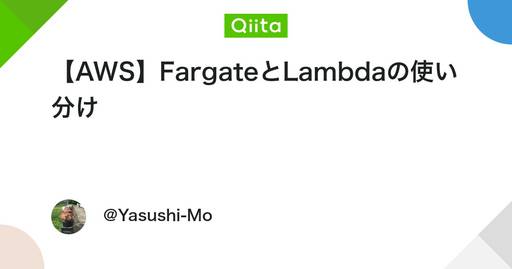 Qiita
【AWS】FargateとLambdaの使い
分け
@Yasushi-Mo